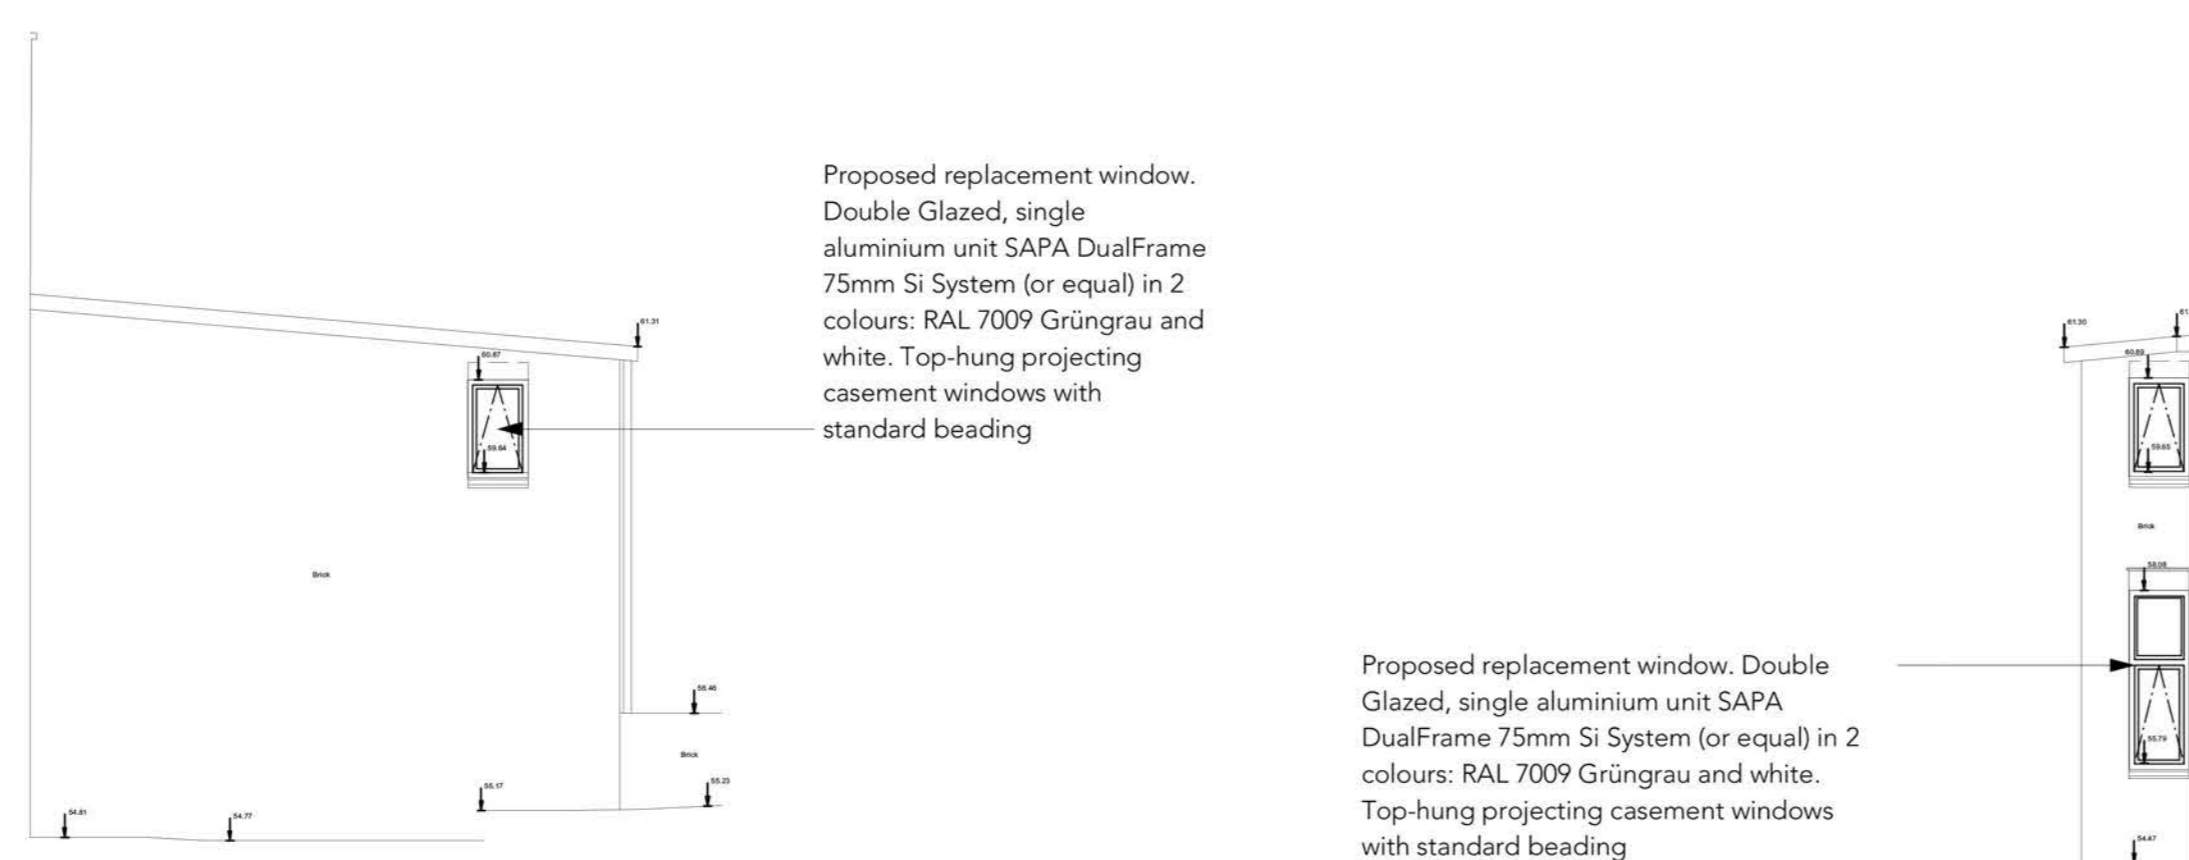 Proposed replacement window.
Double Glazed, single
aluminium unit SAPA DualFrame
75mm Si System (or equal) in 2
colours: RAL 7009 Grüngrau and
white. Top-hung projecting
casement windows with
standard beading
61.31
60.87
59.64
Brick
55.17
54.81
54.77
Brick
55.23
61.30
60.89
59.65
Brick
58.08
55.79
54.47
Proposed replacement window. Double
Glazed, single aluminium unit SAPA
DualFrame 75mm Si System (or equal) in 2
colours: RAL 7009 Grüngrau and white.
Top-hung projecting casement windows
with standard beading